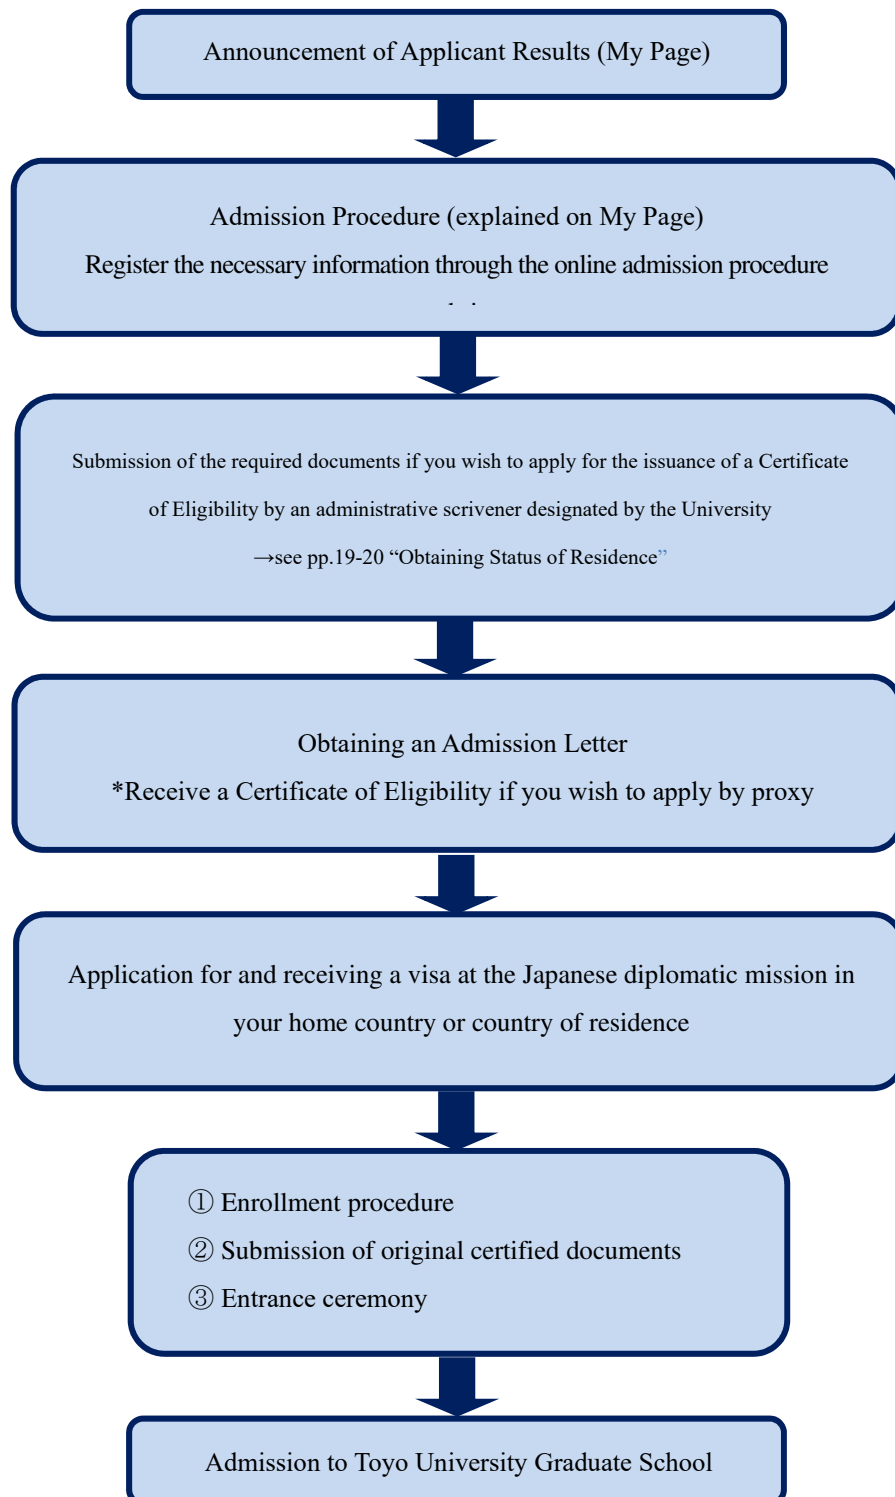 Announcement of Applicant Results (My Page)
Admission Procedure (explained on My Page)
Register the necessary information through the online admission procedure
Submission of the required documents if you wish to apply for the issuance of a Certificate
of Eligibility by an administrative scrivener designated by the University
→see pp.19-20 “Obtaining Status of Residence”
Obtaining an Admission Letter
*Receive a Certificate of Eligibility if you wish to apply by proxy
Application for and receiving a visa at the Japanese diplomatic mission in
your home country or country of residence
① Enrollment procedure
② Submission of original certified documents
③ Entrance ceremony
Admission to Toyo University Graduate School